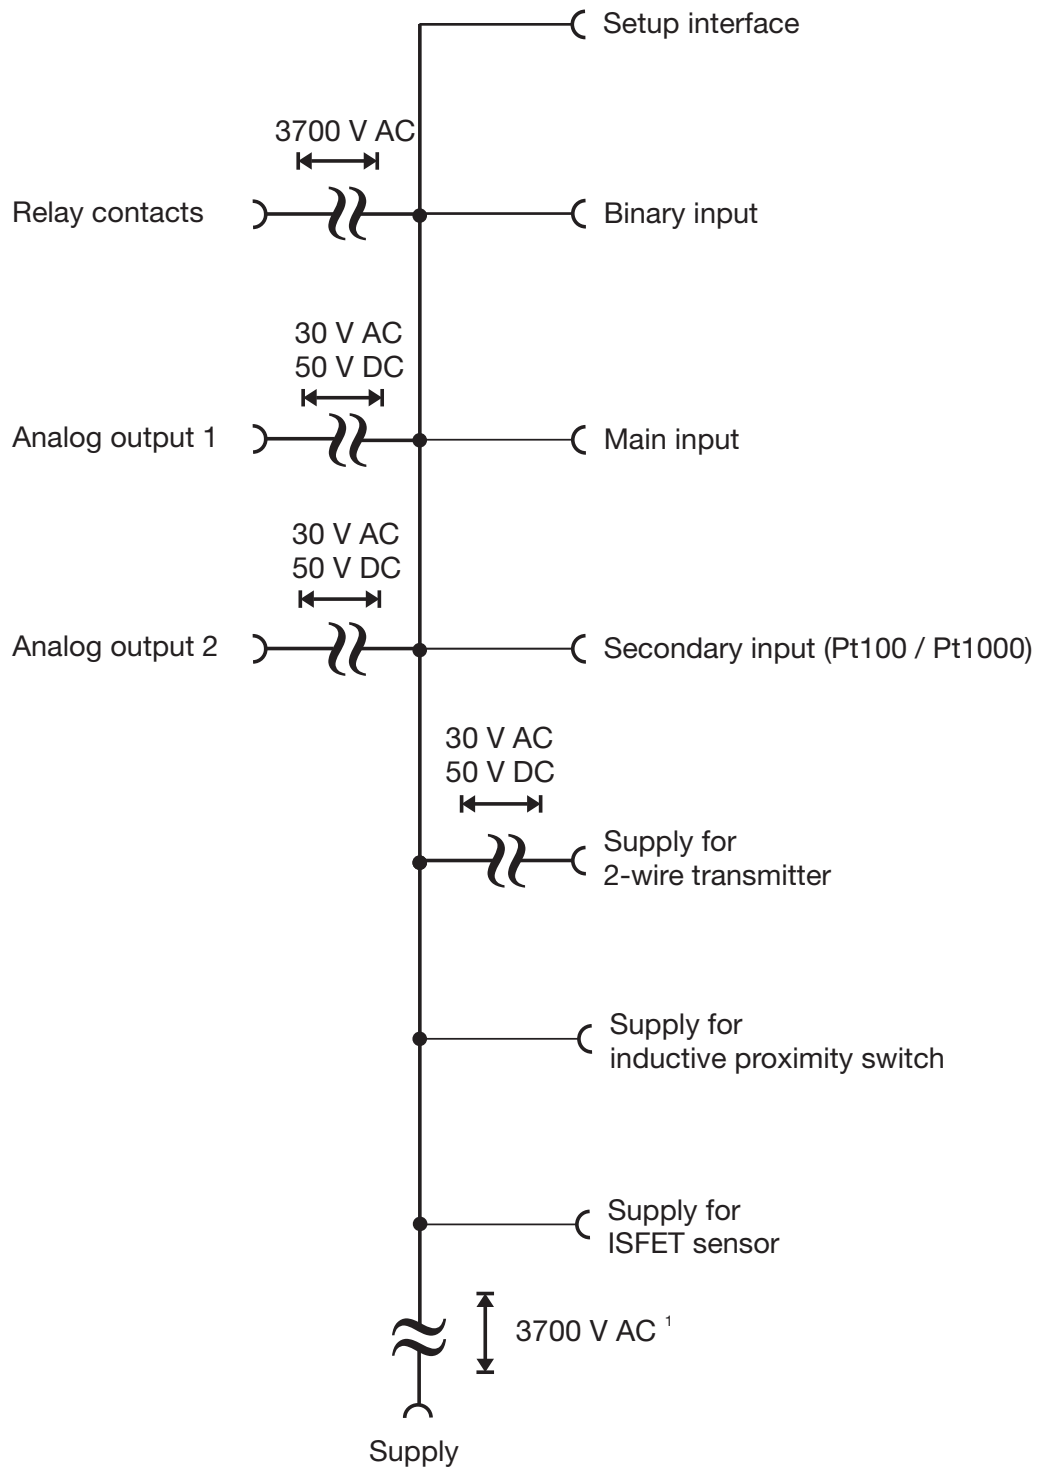 Setup interface
3700 V AC
Relay contacts
Binary input
30 V AC
50 V DC
Analog output 1
Main input
30 V AC
50 V DC
Analog output 2
Secondary input (Pt100 / Pt1000)
30 V AC
50 V DC
Supply for
2-wire transmitter
Supply for
inductive proximity switch
Supply for
ISFET sensor
3700 V AC 1
Supply